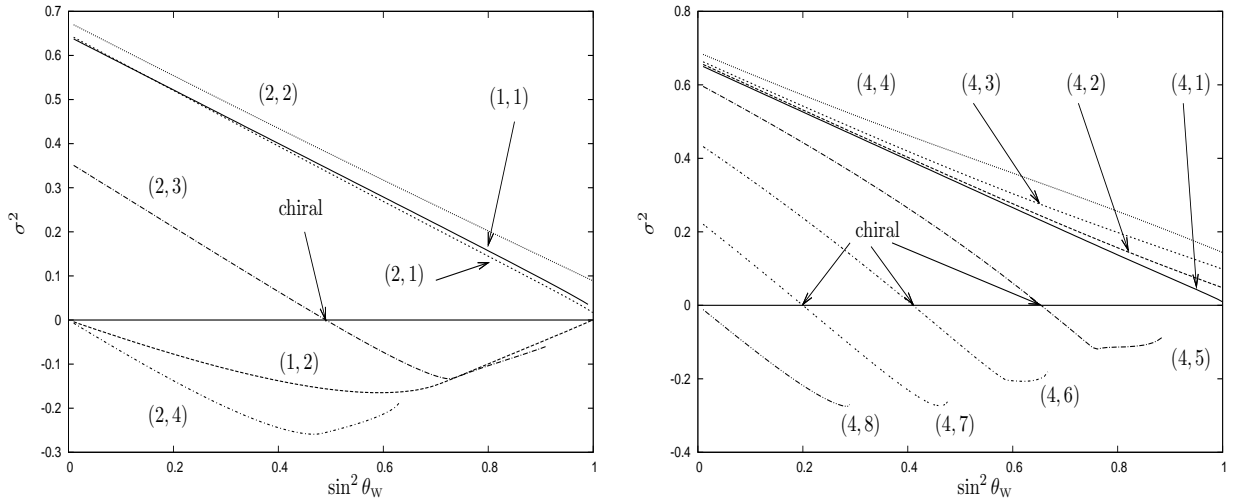 0.7
0.6
0.5
0.4
0.3
0.2
0.1
0
-0.1
-0.2
-0.3
0 0.2 0.4 0.6 0.8 1
σ²
sin² θ_W
(2, 2)
(1, 1)
(2, 3)
chiral
(2, 1)
(1, 2)
(2, 4)
0.8
0.6
0.4
0.2
0
-0.2
-0.4
0 0.2 0.4 0.6 0.8 1
σ²
sin² θ_W
(4, 4) (4, 3) (4, 2) (4, 1)
chiral
(4, 5)
(4, 6)
(4, 8) (4, 7)